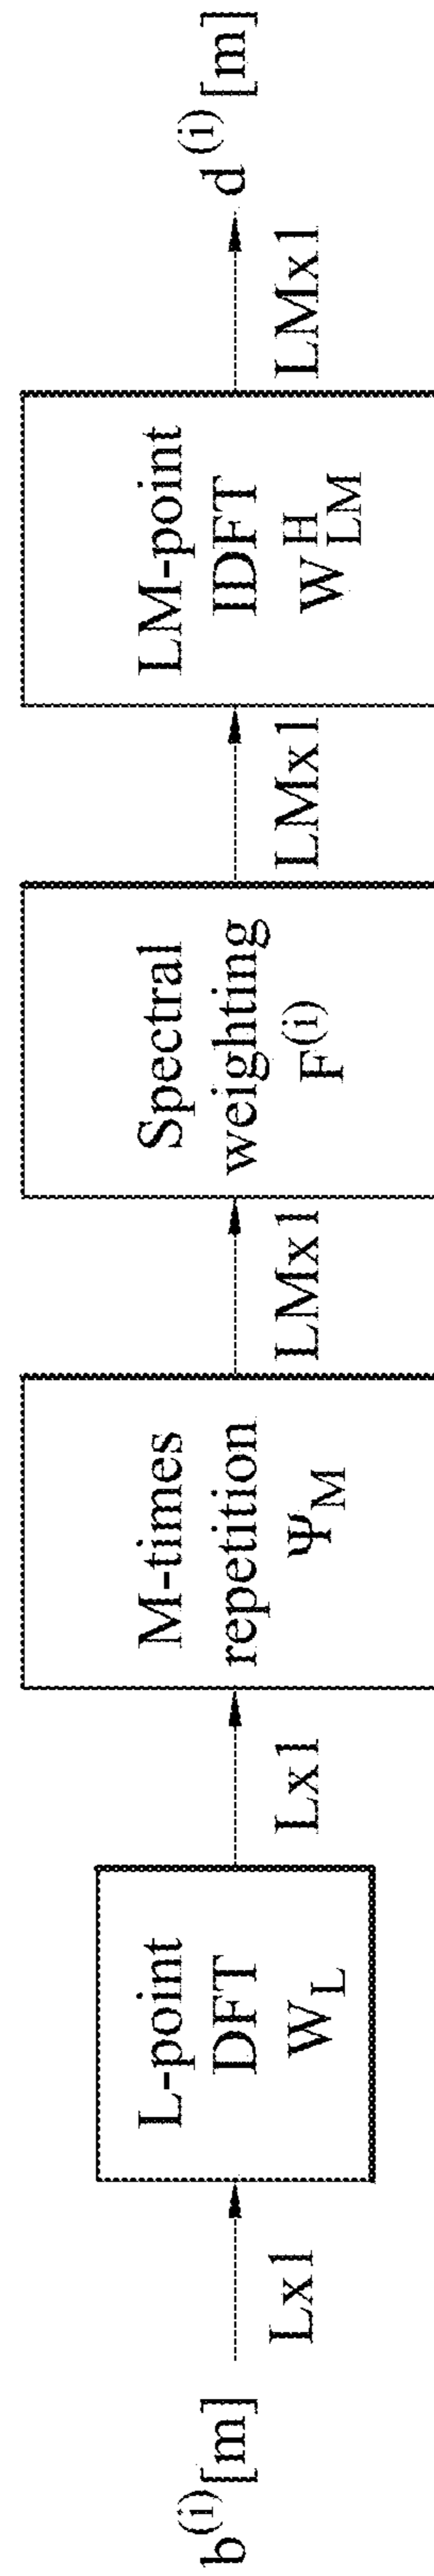 b⁽ⁱ⁾[m]
Lx1
L-point
DFT
W_L
Lx1
M-times
repetition
Ψ_M
LMx1
Spectral
weighting
F⁽ⁱ⁾
LMx1
LM-point
IDFT
W^H_LM
LMx1
d⁽ⁱ⁾[m]